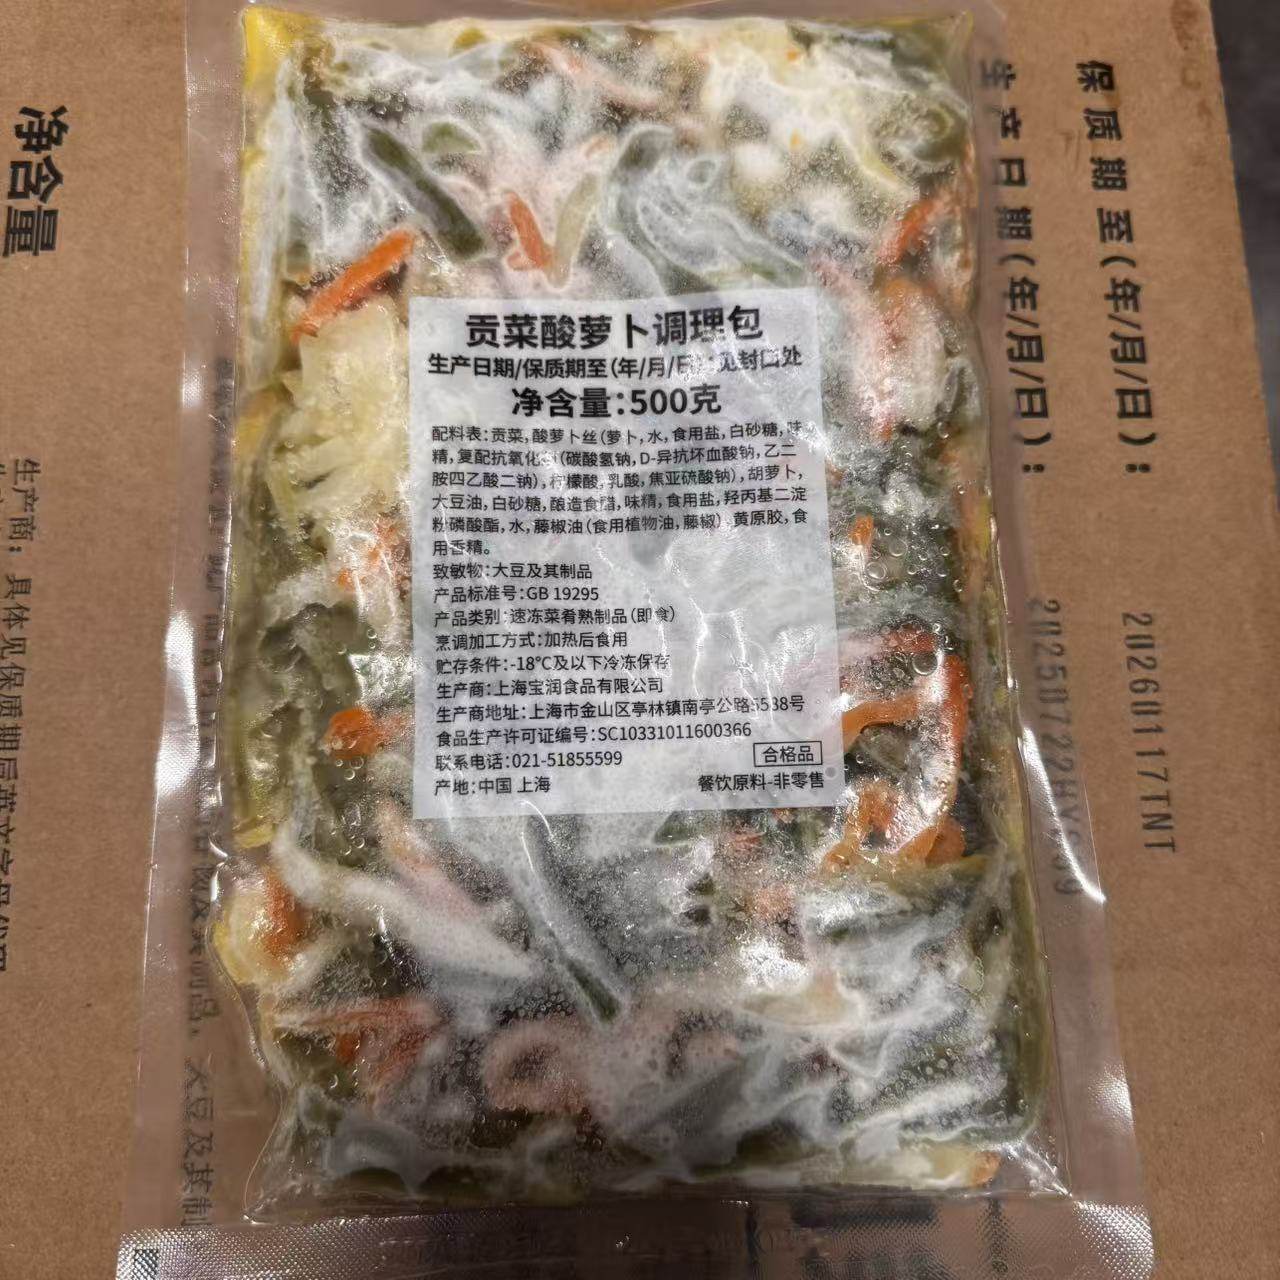 贡菜酸萝卜调理包
生产日期/保质期至(年/月/日):见封口处
净含量:500克
配料表:贡菜,酸萝卜丝(萝卜,水,食用盐,白砂糖,味
精,复配抗氧化剂(碳酸氢钠,D-异抗坏血酸钠,乙二
胺四乙酸二钠),柠檬酸,乳酸,焦亚硫酸钠),胡萝卜,
大豆油,白砂糖,酿造食醋,味精,食用盐,羟丙基二淀
粉磷酸酯,水,藤椒油(食用植物油,藤椒),黄原胶,食
用香精。
致敏物:大豆及其制品
产品标准号:GB 19295
产品类别:速冻菜肴熟制品(即食)
烹调加工方式:加热后食用
贮存条件:-18℃及以下冷冻保存
生产商:上海宝润食品有限公司
生产商地址:上海市金山区亭林镇南亭公路5588号
食品生产许可证编号:SC10331011600366
联系电话:021-51855599
合格品
产地:中国 上海
餐饮原料-非零售
净含量
保质期至(年/月/日):
20260117TNT
生产日期(年/月/日):
20250722
生产商:具体见保质期后英文字母代码
大豆及其制